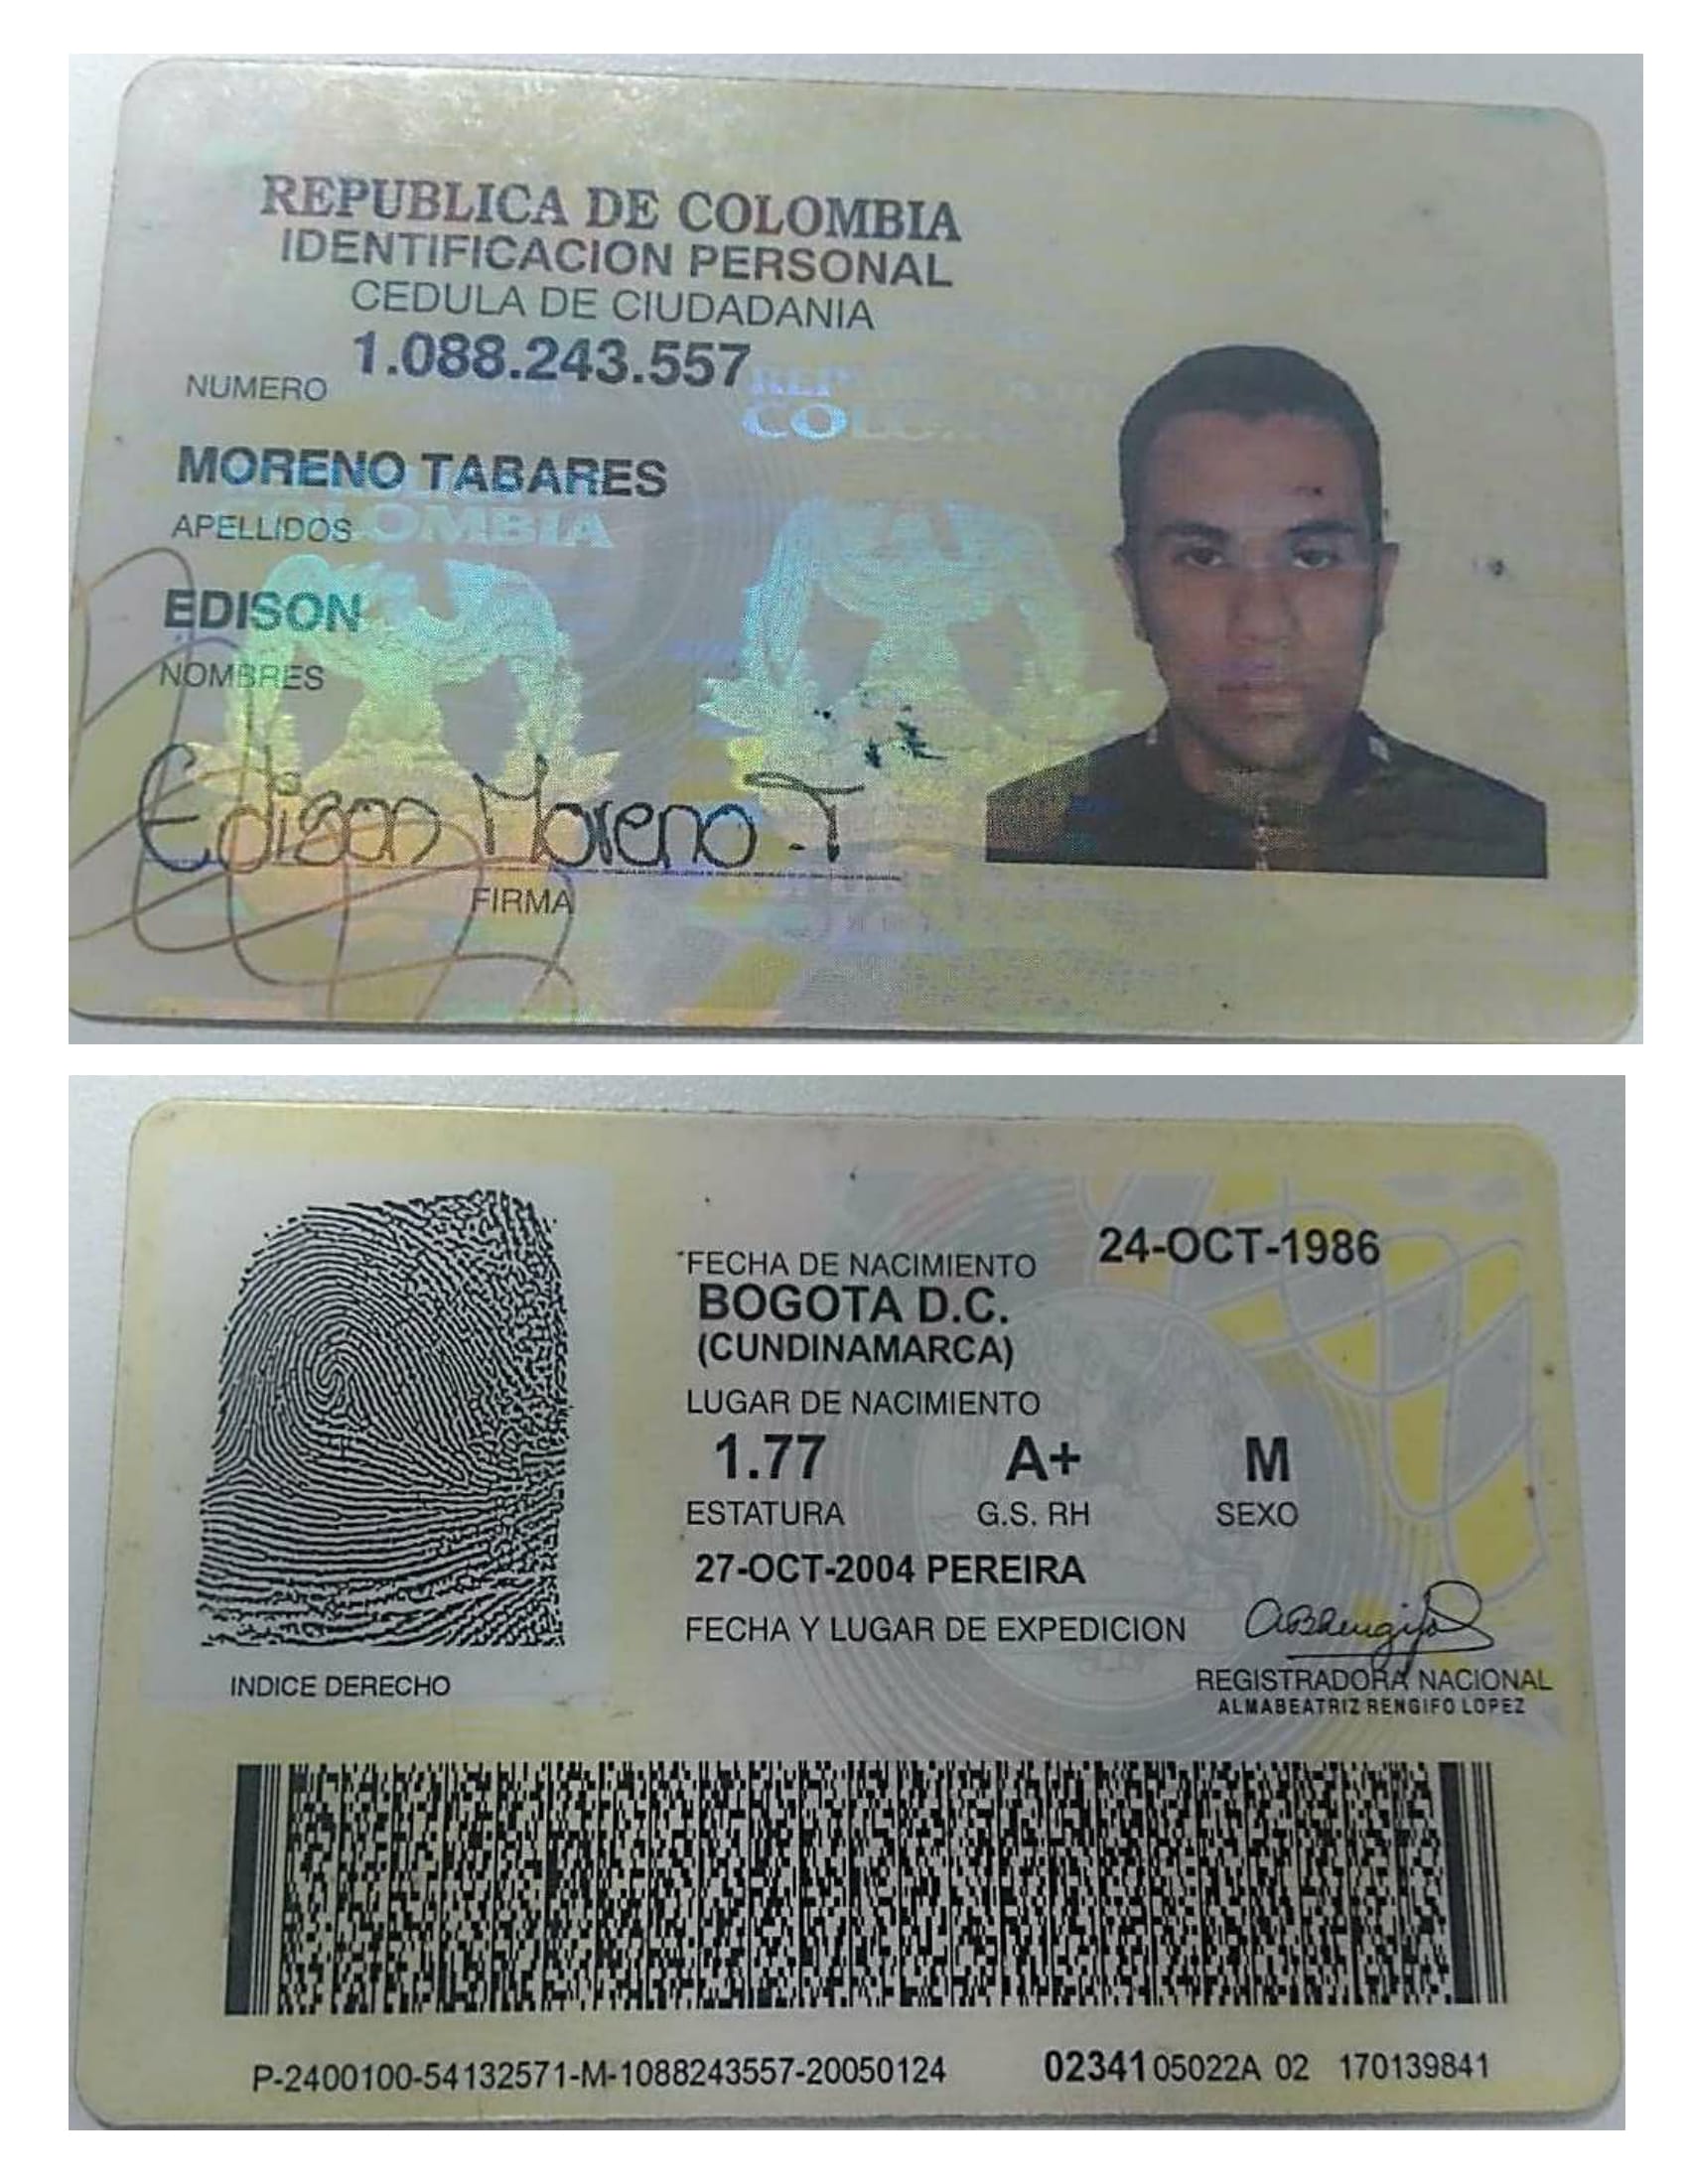 REPUBLICA DE COLOMBIA
IDENTIFICACION PERSONAL
CEDULA DE CIUDADANIA
NUMERO 1.088.243.557
MORENO TABARES
APELLIDOS
EDISON
NOMBRES
Edison Moreno T
FIRMA
COLOMBIA
FECHA DE NACIMIENTO 24-OCT-1986
BOGOTA D.C.
(CUNDINAMARCA)
LUGAR DE NACIMIENTO
1.77 A+ M
ESTATURA G.S. RH SEXO
27-OCT-2004 PEREIRA
FECHA Y LUGAR DE EXPEDICION
INDICE DERECHO
REGISTRADORA NACIONAL
ALMABEATRIZ RENGIFO LOPEZ
P-2400100-54132571-M-1088243557-20050124 02341 05022A 02 170139841